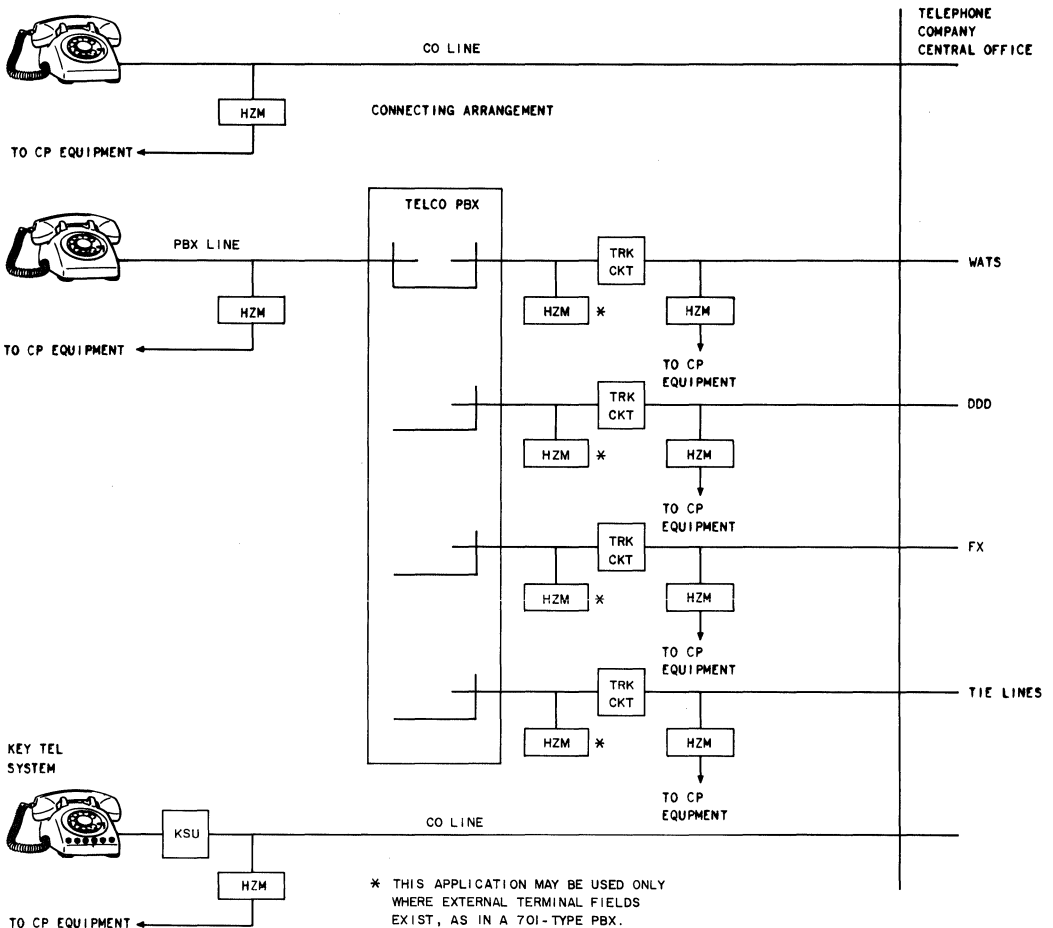 TELEPHONE
COMPANY
CENTRAL OFFICE
CO LINE
HZM
CONNECTING ARRANGEMENT
TO CP EQUIPMENT
TELCO PBX
PBX LINE
TRK
CKT
WATS
HZM
HZM *
HZM
TO CP EQUIPMENT
TO CP
EQUIPMENT
TRK
CKT
DDD
HZM *
HZM
TO CP
EQUIPMENT
TRK
CKT
FX
HZM *
HZM
TO CP
EQUIPMENT
TRK
CKT
TIE LINES
HZM *
HZM
TO CP
EQUPMENT
KEY TEL
SYSTEM
KSU
CO LINE
HZM
TO CP EQUIPMENT
* THIS APPLICATION MAY BE USED ONLY
WHERE EXTERNAL TERMINAL FIELDS
EXIST, AS IN A 701-TYPE PBX.